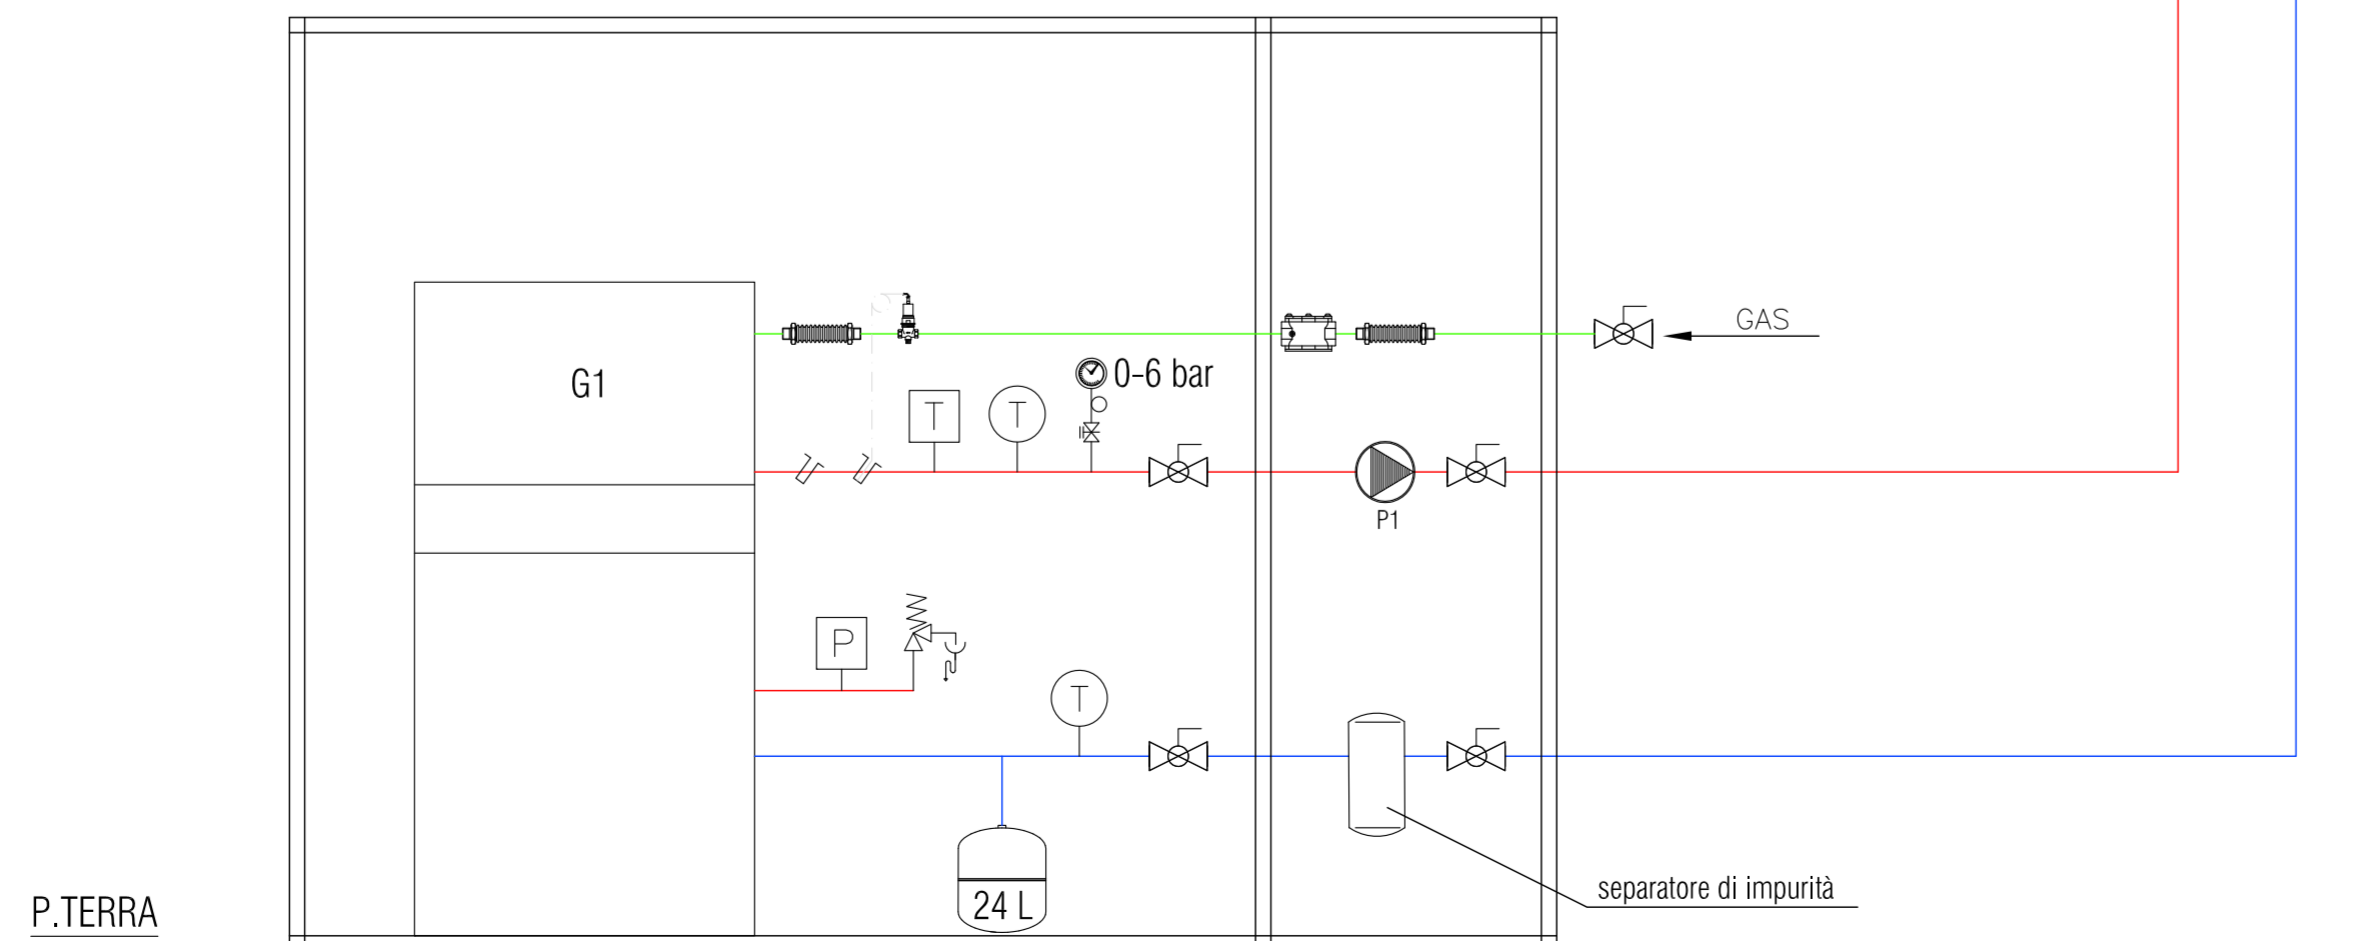 GAS
G1
0-6 bar
T
T
P1
P
T
24 L
separatore di impurità
P.TERRA